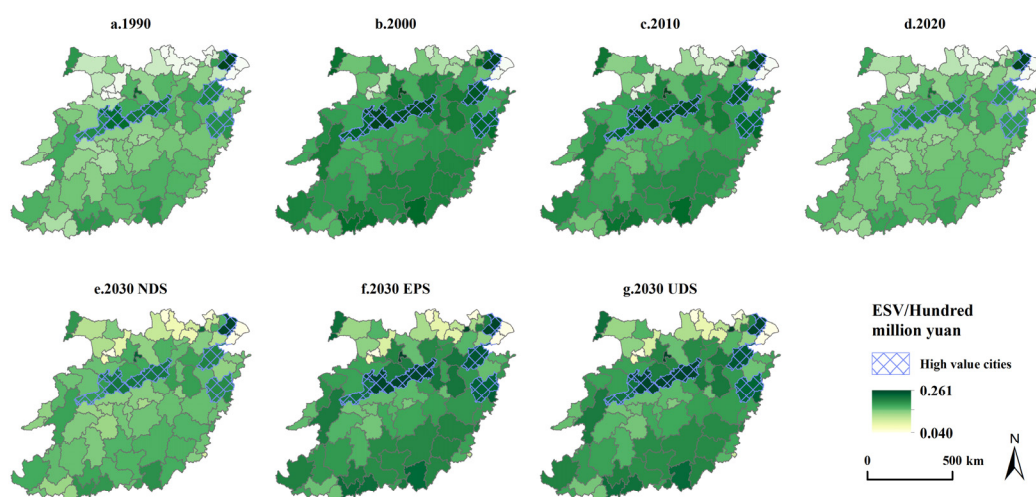 a.1990
b.2000
c.2010
d.2020
e.2030 NDS
f.2030 EPS
g.2030 UDS
ESV/Hundred
million yuan
High value cities
0.261
0.040
N
0 500 km